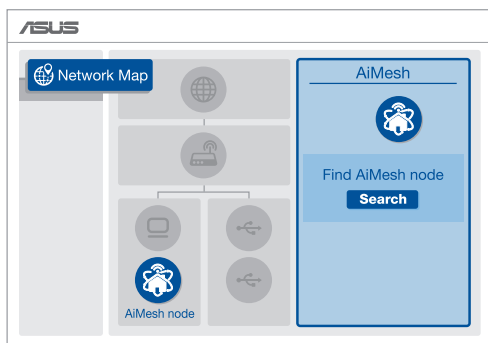 ASUS
Network Map
AiMesh
Find AiMesh node
Search
AiMesh node